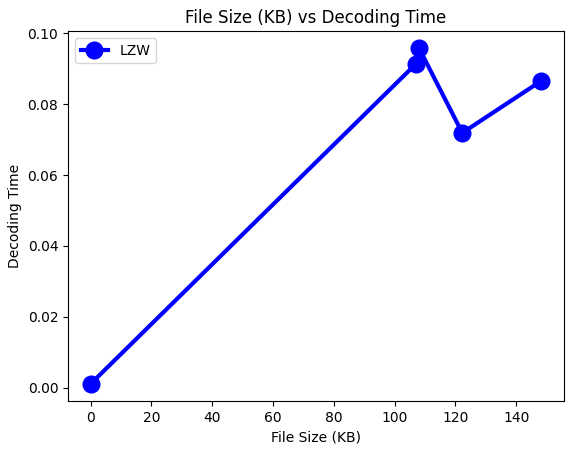 File Size (KB) vs Decoding Time
LZW
0.10
0.08
0.06
0.04
0.02
0.00
Decoding Time
0 20 40 60 80 100 120 140
File Size (KB)